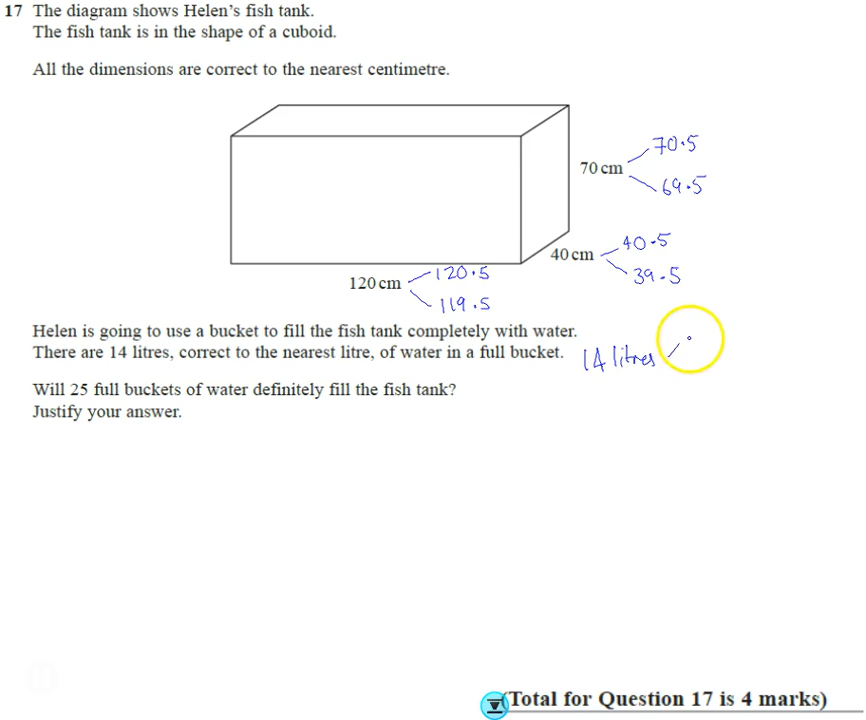 17 The diagram shows Helen's fish tank.
The fish tank is in the shape of a cuboid.
All the dimensions are correct to the nearest centimetre.
70.5
70 cm
69.5
40.5
40 cm
39.5
120.5
120 cm
119.5
Helen is going to use a bucket to fill the fish tank completely with water.
There are 14 litres, correct to the nearest litre, of water in a full bucket.
14 litres
Will 25 full buckets of water definitely fill the fish tank?
Justify your answer.
(Total for Question 17 is 4 marks)